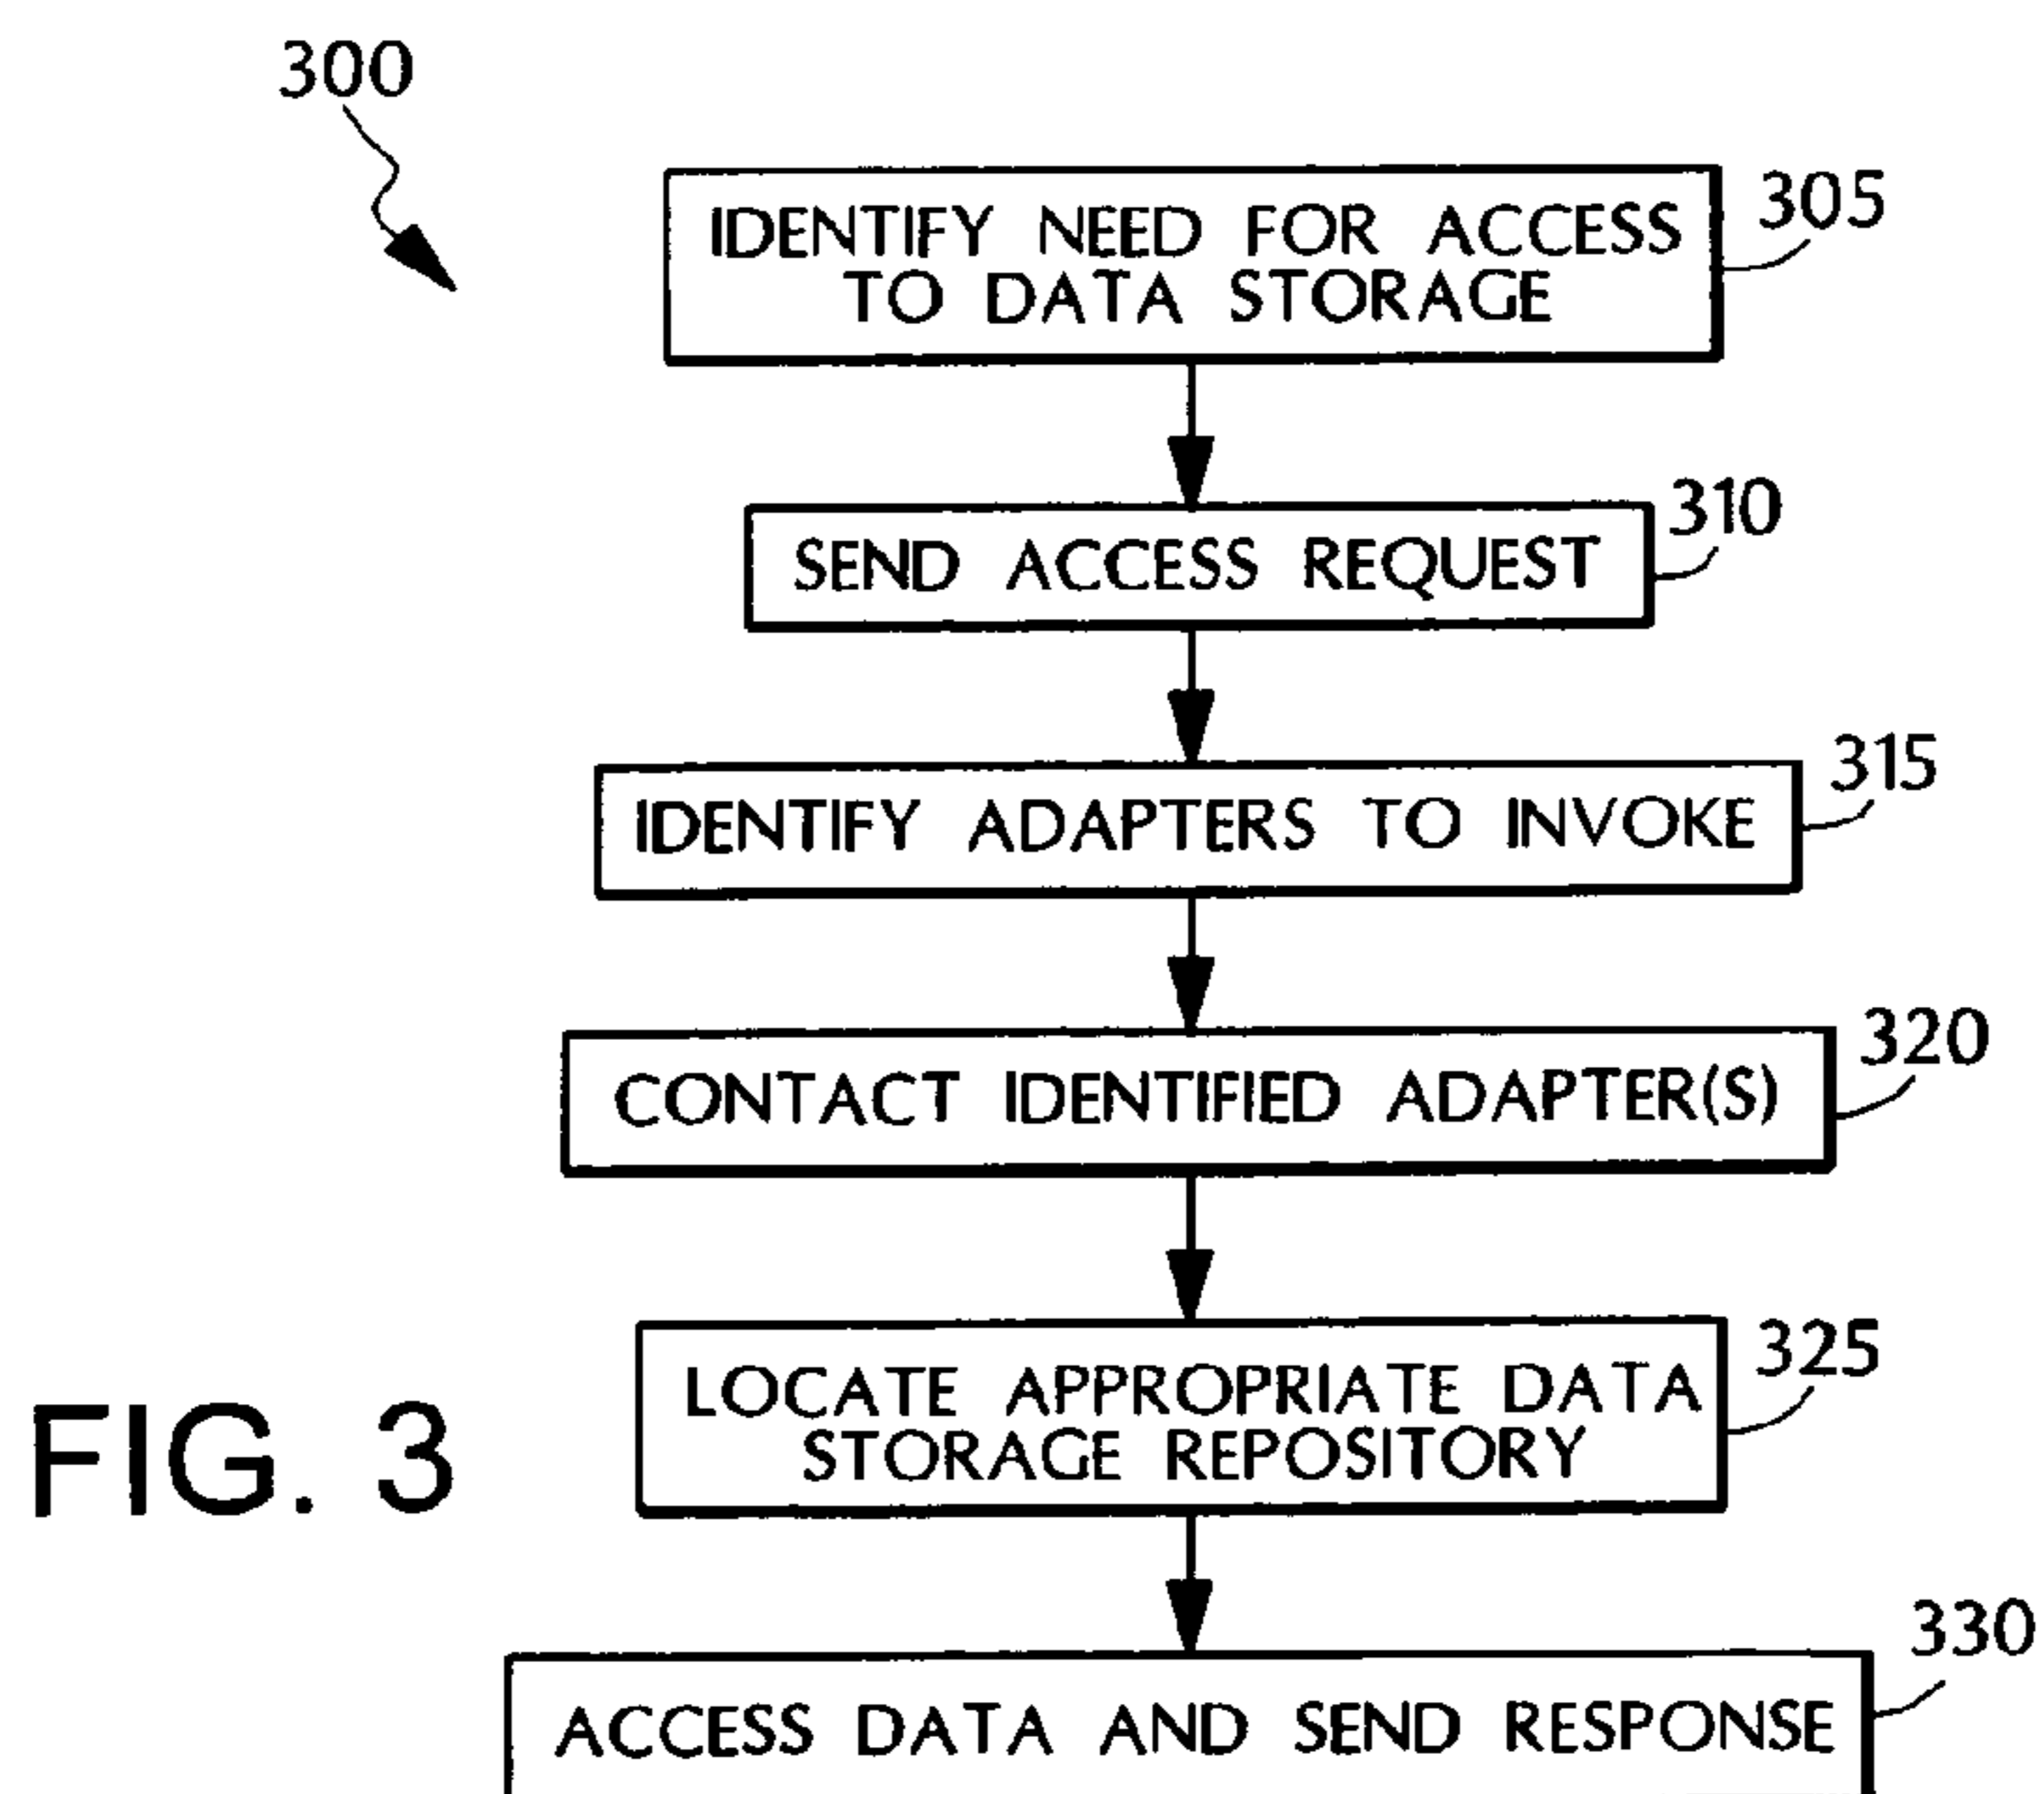 300
IDENTIFY NEED FOR ACCESS
TO DATA STORAGE
305
SEND ACCESS REQUEST
310
IDENTIFY ADAPTERS TO INVOKE
315
CONTACT IDENTIFIED ADAPTER(S)
320
LOCATE APPROPRIATE DATA
STORAGE REPOSITORY
325
FIG. 3
ACCESS DATA AND SEND RESPONSE
330